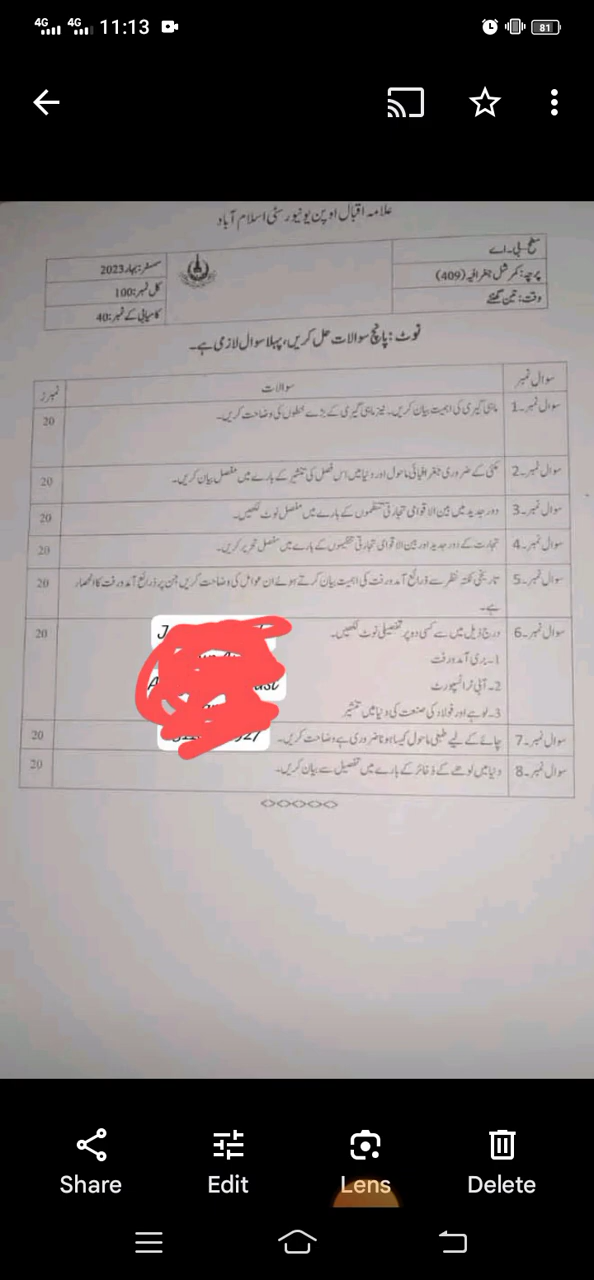 4G 4G 11:13 81
علامہ اقبال اوپن یونیورسٹی اسلام آباد
سطح۔بی۔اے
پرچہ: کمرشل جغرافیہ (409)
وقت: تین گھنٹے
سمسٹر: بہار 2023
کل نمبر: 100
کامیابی کے نمبر: 40
نوٹ: پانچ سوالات حل کریں، پہلا سوال لازمی ہے۔
سوال نمبر سوالات نمبرز
سوال نمبر۔1 ماہی گیری کی اہمیت بیان کریں۔ نیز ماہی گیری کے بڑے خطوں کی وضاحت کریں۔ 20
سوال نمبر۔2 مکئی کے ضروری جغرافیائی ماحول اور دنیا میں اس فصل کی تنشیر کے بارے میں مفصل بیان کریں۔ 20
سوال نمبر۔3 دور جدید میں بین الاقوامی تجارتی تنظیموں کے بارے میں مفصل نوٹ لکھیں۔ 20
سوال نمبر۔4 تجارت کے دور جدید اور بین الاقوامی تجارتی تنظیموں کے بارے میں مفصل تحریر کریں۔ 20
سوال نمبر۔5 تاریخی نکتہ نظر سے ذرائع آمدورفت کی اہمیت بیان کرتے ہوئے ان عوامل کی وضاحت کریں جن پر ذرائع آمدورفت کا انحصار 20
ہے۔
سوال نمبر۔6 درج ذیل میں سے کسی دو پر تفصیلی نوٹ لکھیں۔ 20
1۔ بری آمدورفت
2۔ آبی ٹرانسپورٹ
3۔ لوہے اور فولاد کی صنعت کی دنیا میں تنشیر
سوال نمبر۔7 چائے کے لیے طبعی ماحول کیسا ہونا ضروری ہے وضاحت کریں۔ 20
سوال نمبر۔8 دنیا میں لوہے کے ذخائر کے بارے میں تفصیل سے بیان کریں۔ 20
Share Edit Lens Delete